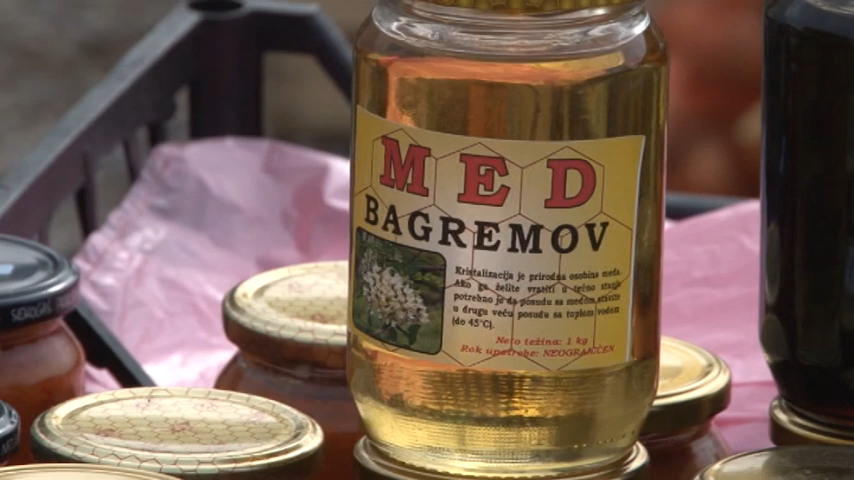 MED
BAGREMOV
Kristalizacija je prirodna osobina meda.
Ako ga želite vratiti u tečno stanje
potrebno je da posudu sa medom stavite
u drugu veću posudu sa toplom vodom
(do 45°C).
Neto težina: 1 kg
Rok upotrebe: NEOGRANIČEN